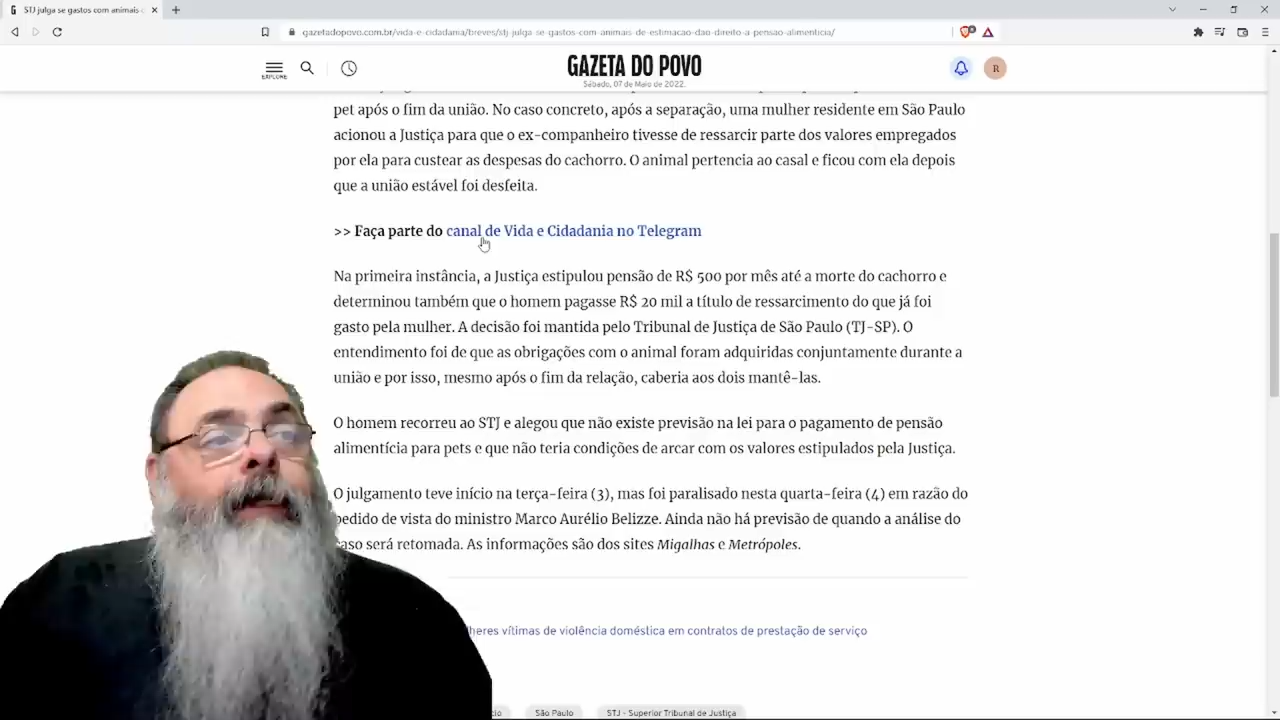 STJ julga se gastos com animais
gazetadopovo.com.br/vida-e-cidadania/breves/stj-julga-se-gastos-com-animais-de-estimacao-dao-direito-a-pensao-alimenticia/
EXPLORE
GAZETA DO POVO
Sábado, 07 de Maio de 2022.
R
pet após o fim da união. No caso concreto, após a separação, uma mulher residente em São Paulo
acionou a Justiça para que o ex-companheiro tivesse de ressarcir parte dos valores empregados
por ela para custear as despesas do cachorro. O animal pertencia ao casal e ficou com ela depois
que a união estável foi desfeita.
>> Faça parte do canal de Vida e Cidadania no Telegram
Na primeira instância, a Justiça estipulou pensão de R$ 500 por mês até a morte do cachorro e
determinou também que o homem pagasse R$ 20 mil a título de ressarcimento do que já foi
gasto pela mulher. A decisão foi mantida pelo Tribunal de Justiça de São Paulo (TJ-SP). O
entendimento foi de que as obrigações com o animal foram adquiridas conjuntamente durante a
união e por isso, mesmo após o fim da relação, caberia aos dois mantê-las.
O homem recorreu ao STJ e alegou que não existe previsão na lei para o pagamento de pensão
alimentícia para pets e que não teria condições de arcar com os valores estipulados pela Justiça.
O julgamento teve início na terça-feira (3), mas foi paralisado nesta quarta-feira (4) em razão do
pedido de vista do ministro Marco Aurélio Belizze. Ainda não há previsão de quando a análise do
caso será retomada. As informações são dos sites Migalhas e Metrópoles.
vítimas de violência doméstica em contratos de prestação de serviço
São Paulo
STJ - Superior Tribunal de Justiça